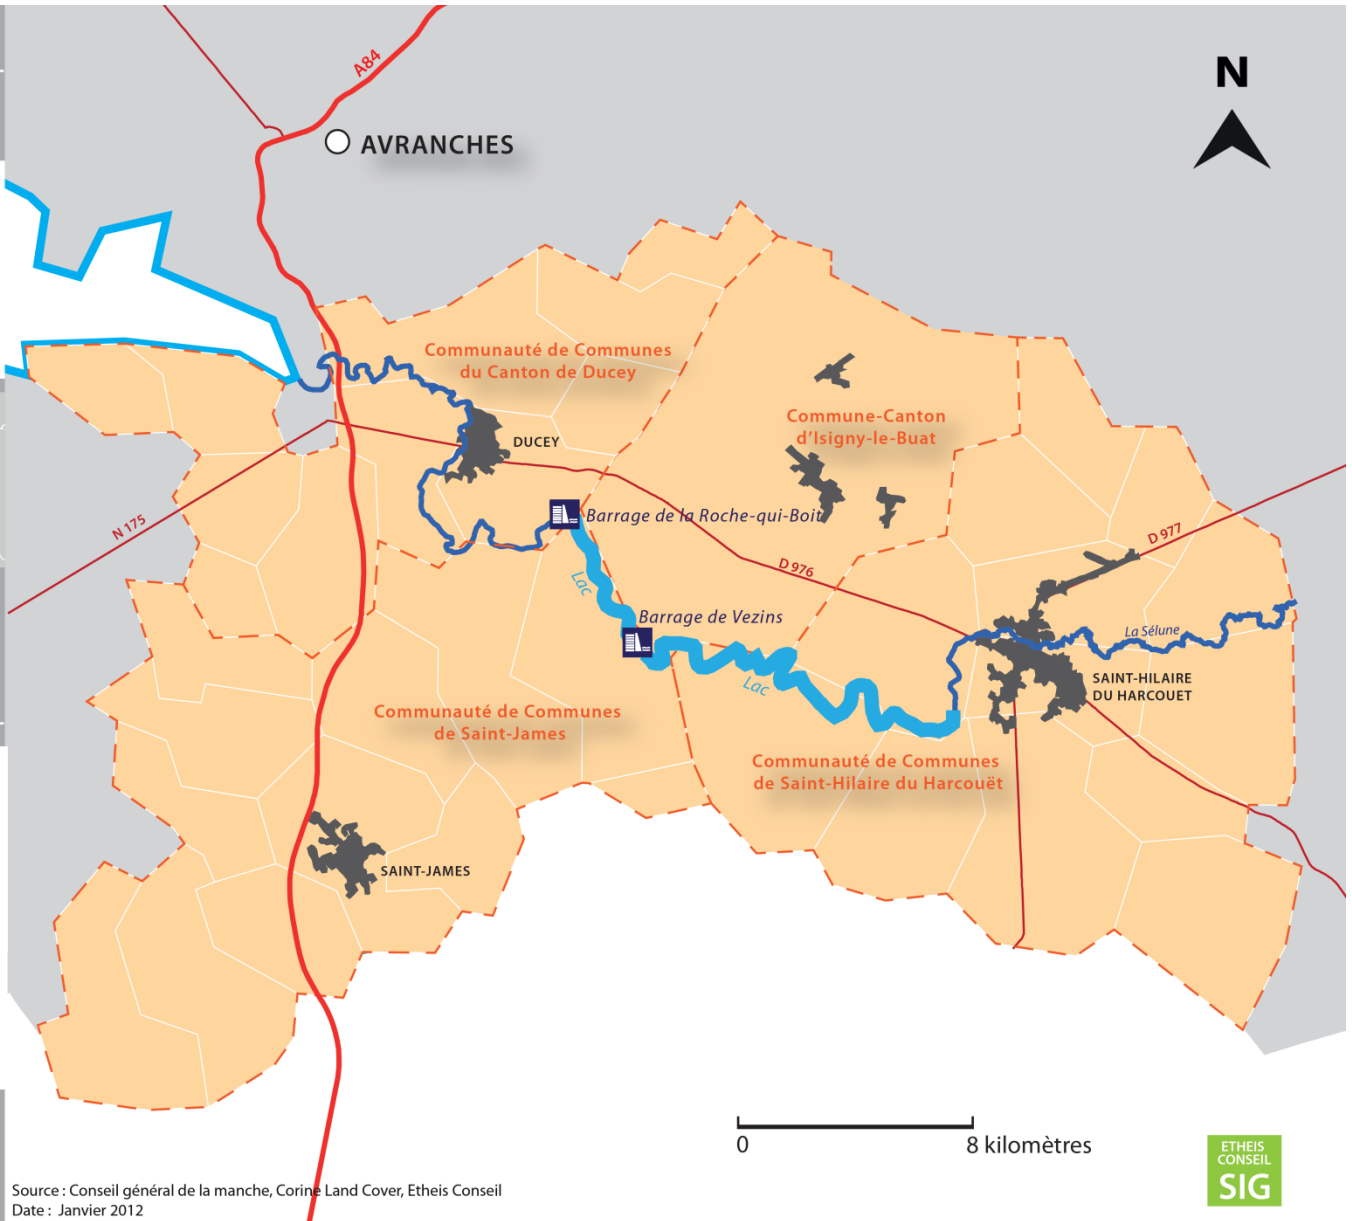 N
A84
AVRANCHES
Communauté de Communes
du Canton de Ducey
Commune-Canton
d'Isigny-le-Buat
DUCEY
N 175
Barrage de la Roche-qui-Boit
D 977
D 976
Lac
Barrage de Vezins
La Sélune
Lac
SAINT-HILAIRE
DU HARCOUET
Communauté de Communes
de Saint-James
Communauté de Communes
de Saint-Hilaire du Harcouët
SAINT-JAMES
0
8 kilomètres
ETHEIS
CONSEIL
SIG
Source : Conseil général de la manche, Corine Land Cover, Etheis Conseil
Date : Janvier 2012